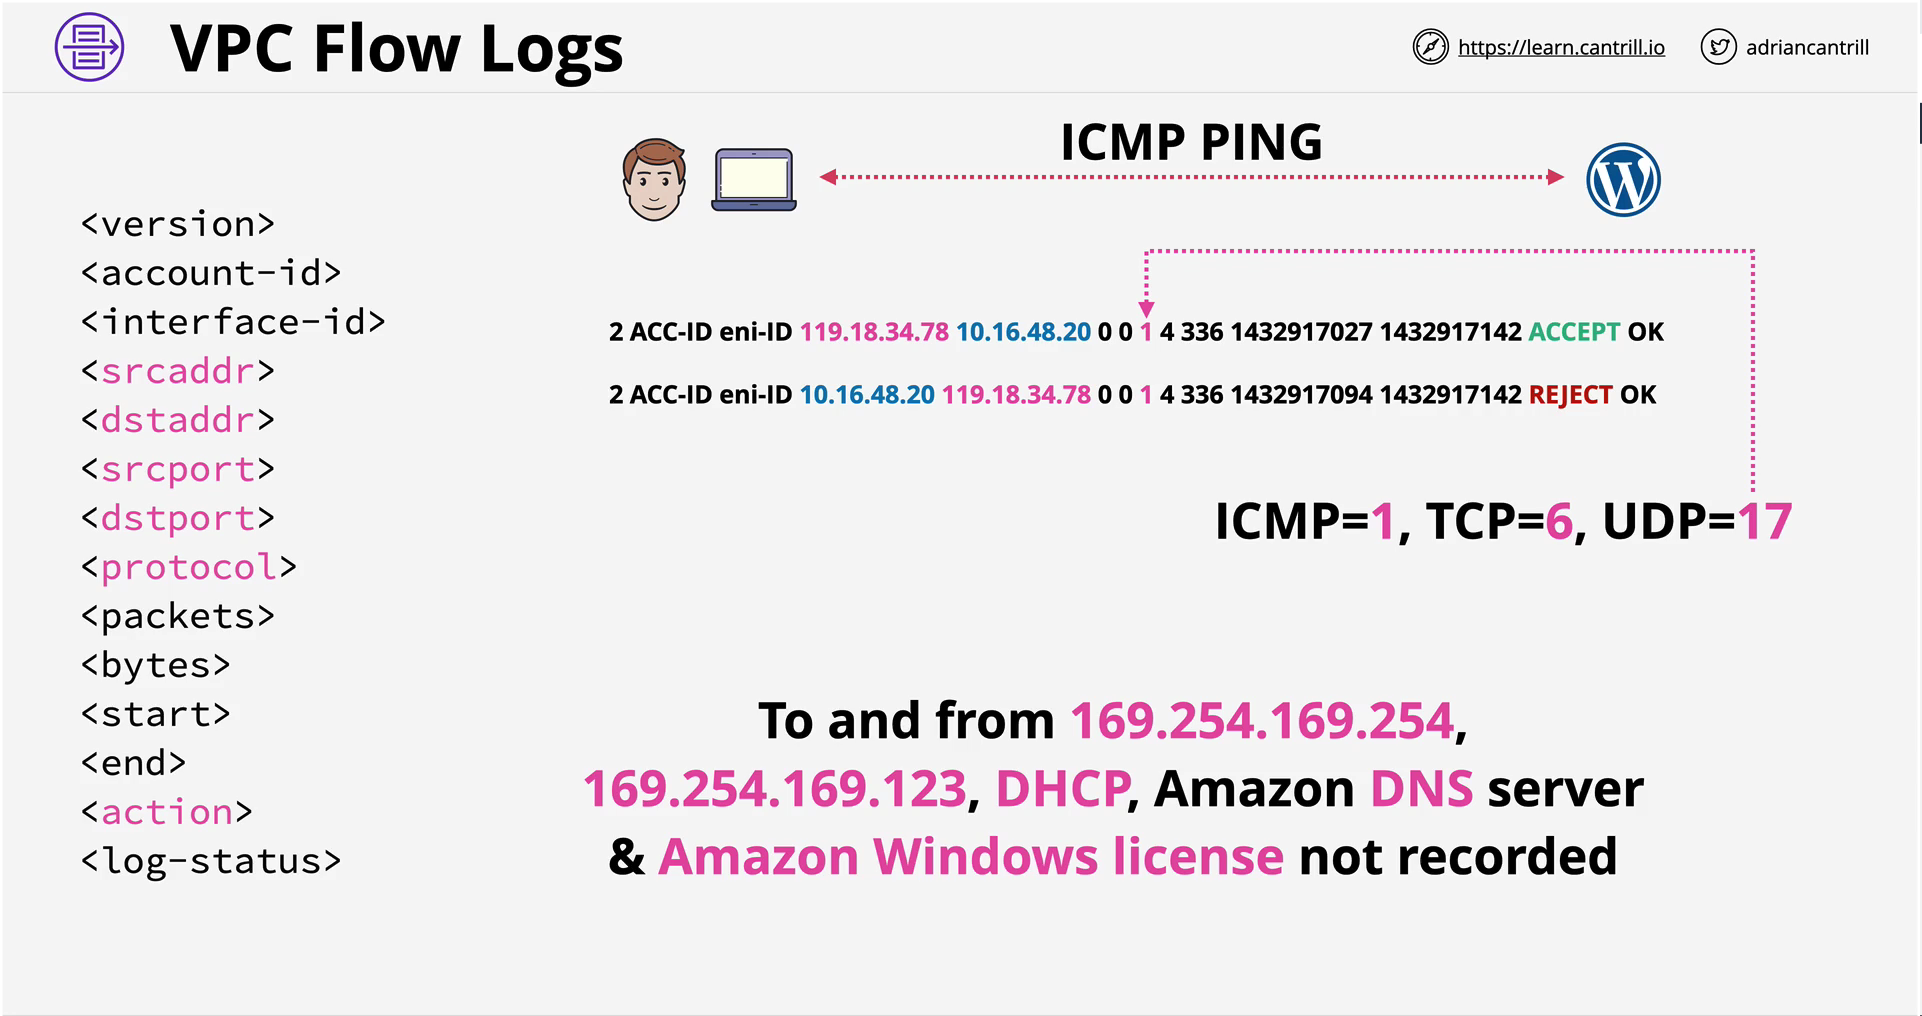 VPC Flow Logs
https://learn.cantrill.io
adriancantrill
ICMP PING
<version>
<account-id>
<interface-id>
<srcaddr>
<dstaddr>
<srcport>
<dstport>
<protocol>
<packets>
<bytes>
<start>
<end>
<action>
<log-status>
2 ACC-ID eni-ID 119.18.34.78 10.16.48.20 0 0 1 4 336 1432917027 1432917142 ACCEPT OK
2 ACC-ID eni-ID 10.16.48.20 119.18.34.78 0 0 1 4 336 1432917094 1432917142 REJECT OK
ICMP=1, TCP=6, UDP=17
To and from 169.254.169.254,
169.254.169.123, DHCP, Amazon DNS server
& Amazon Windows license not recorded